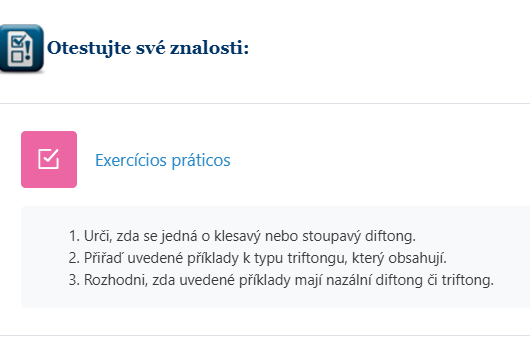 Otestujte své znalosti:
Exercícios práticos
1. Urči, zda se jedná o klesavý nebo stoupavý diftong.
2. Přiřaď uvedené příklady k typu triftongu, který obsahují.
3. Rozhodni, zda uvedené příklady mají nazální diftong či triftong.